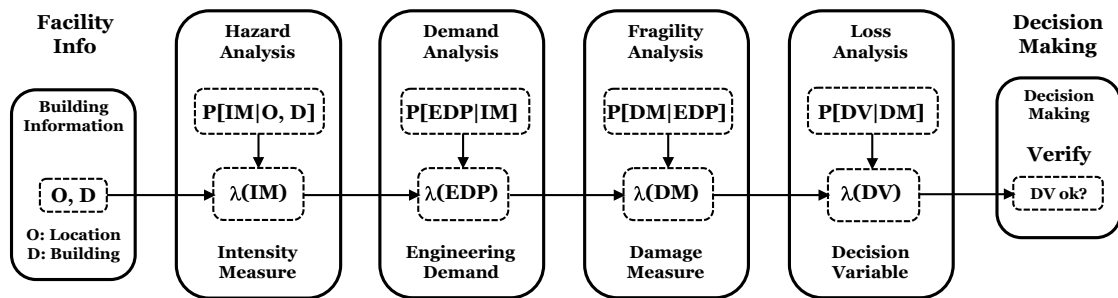 Facility
Info
Building
Information
O, D
O: Location
D: Building
Hazard
Analysis
P[IM|O, D]
λ(IM)
Intensity
Measure
Demand
Analysis
P[EDP|IM]
λ(EDP)
Engineering
Demand
Fragility
Analysis
P[DM|EDP]
λ(DM)
Damage
Measure
Loss
Analysis
P[DV|DM]
λ(DV)
Decision
Variable
Decision
Making
Decision
Making
Verify
DV ok?